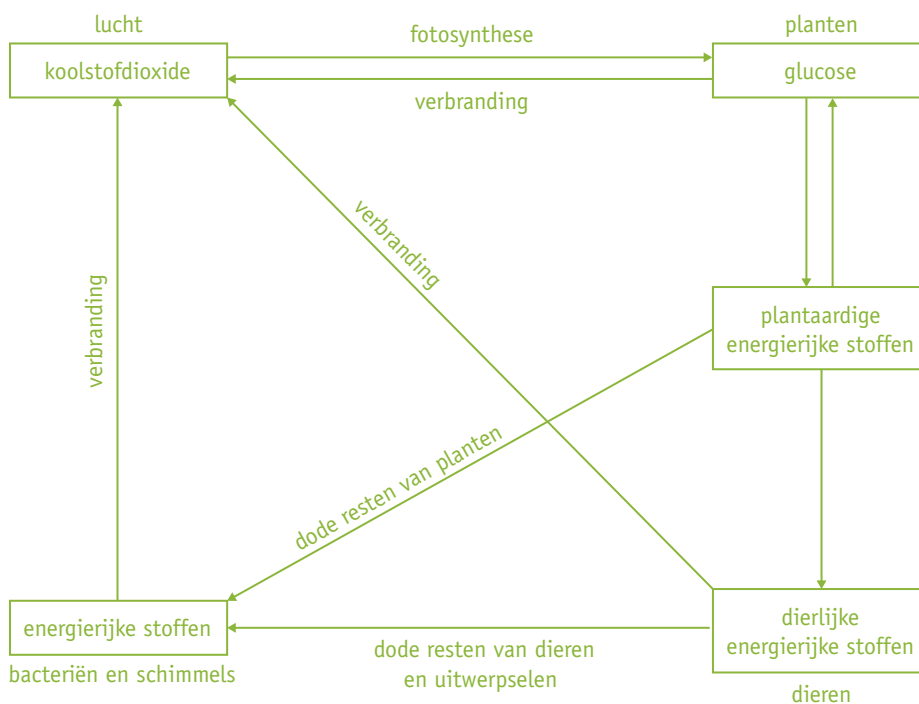 lucht
fotosynthese
planten
koolstofdioxide
glucose
verbranding
verbranding
verbranding
plantaardige
energierijke stoffen
dode resten van planten
energierijke stoffen
bacteriën en schimmels
dode resten van dieren
en uitwerpselen
dierlijke
energierijke stoffen
dieren